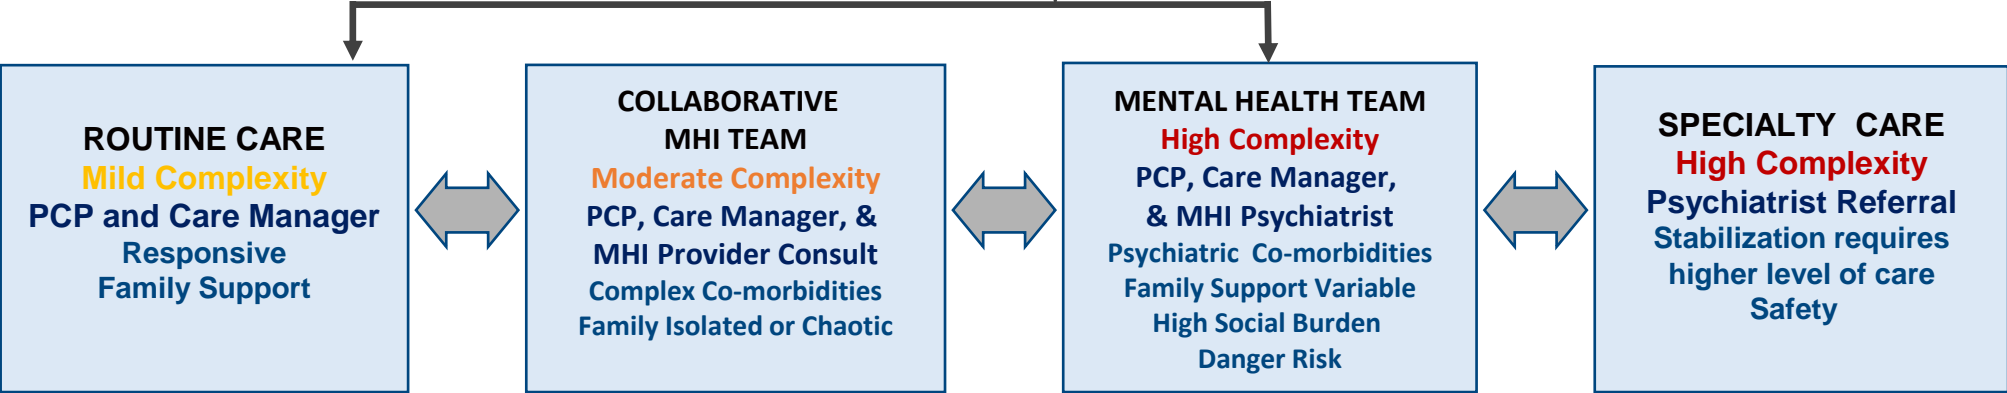 ROUTINE CARE
Mild Complexity
PCP and Care Manager
Responsive
Family Support
COLLABORATIVE
MHI TEAM
Moderate Complexity
PCP, Care Manager, &
MHI Provider Consult
Complex Co-morbidities
Family Isolated or Chaotic
MENTAL HEALTH TEAM
High Complexity
PCP, Care Manager,
& MHI Psychiatrist
Psychiatric Co-morbidities
Family Support Variable
High Social Burden
Danger Risk
SPECIALTY CARE
High Complexity
Psychiatrist Referral
Stabilization requires
higher level of care
Safety